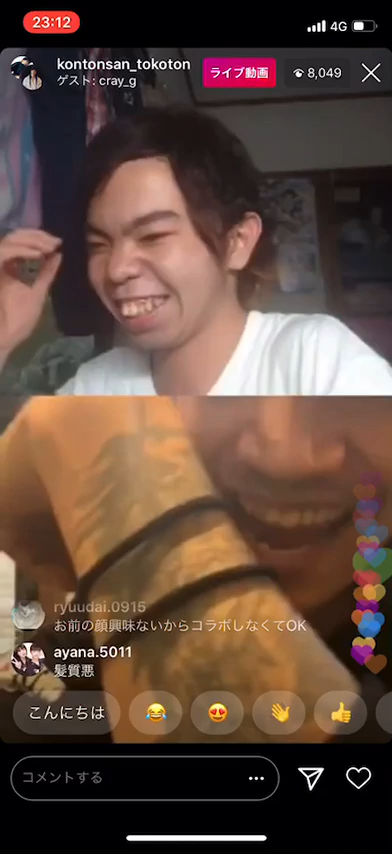 23:12
4G
kontonsan_tokoton
ゲスト: cray_g
ライブ動画
8,049
ryuudai.0915
お前の顔興味ないからコラボしなくてOK
ayana.5011
髪質悪
こんにちは
コメントする